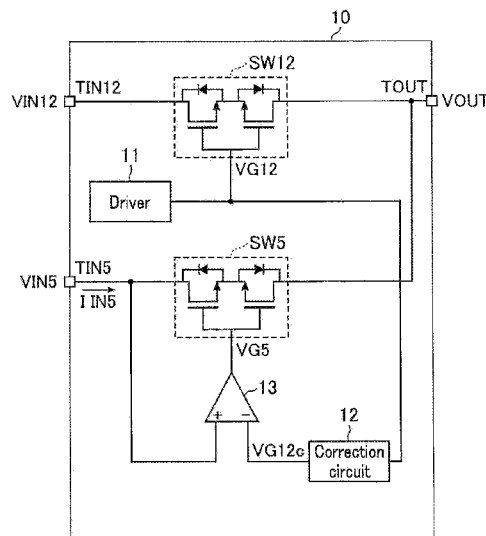 10
SW12
TIN12
TOUT
VIN12
VOUT
11
VG12
Driver
SW5
TIN5
VIN5
I IN5
VG5
13
+ −
12
VG12c
Correction
circuit